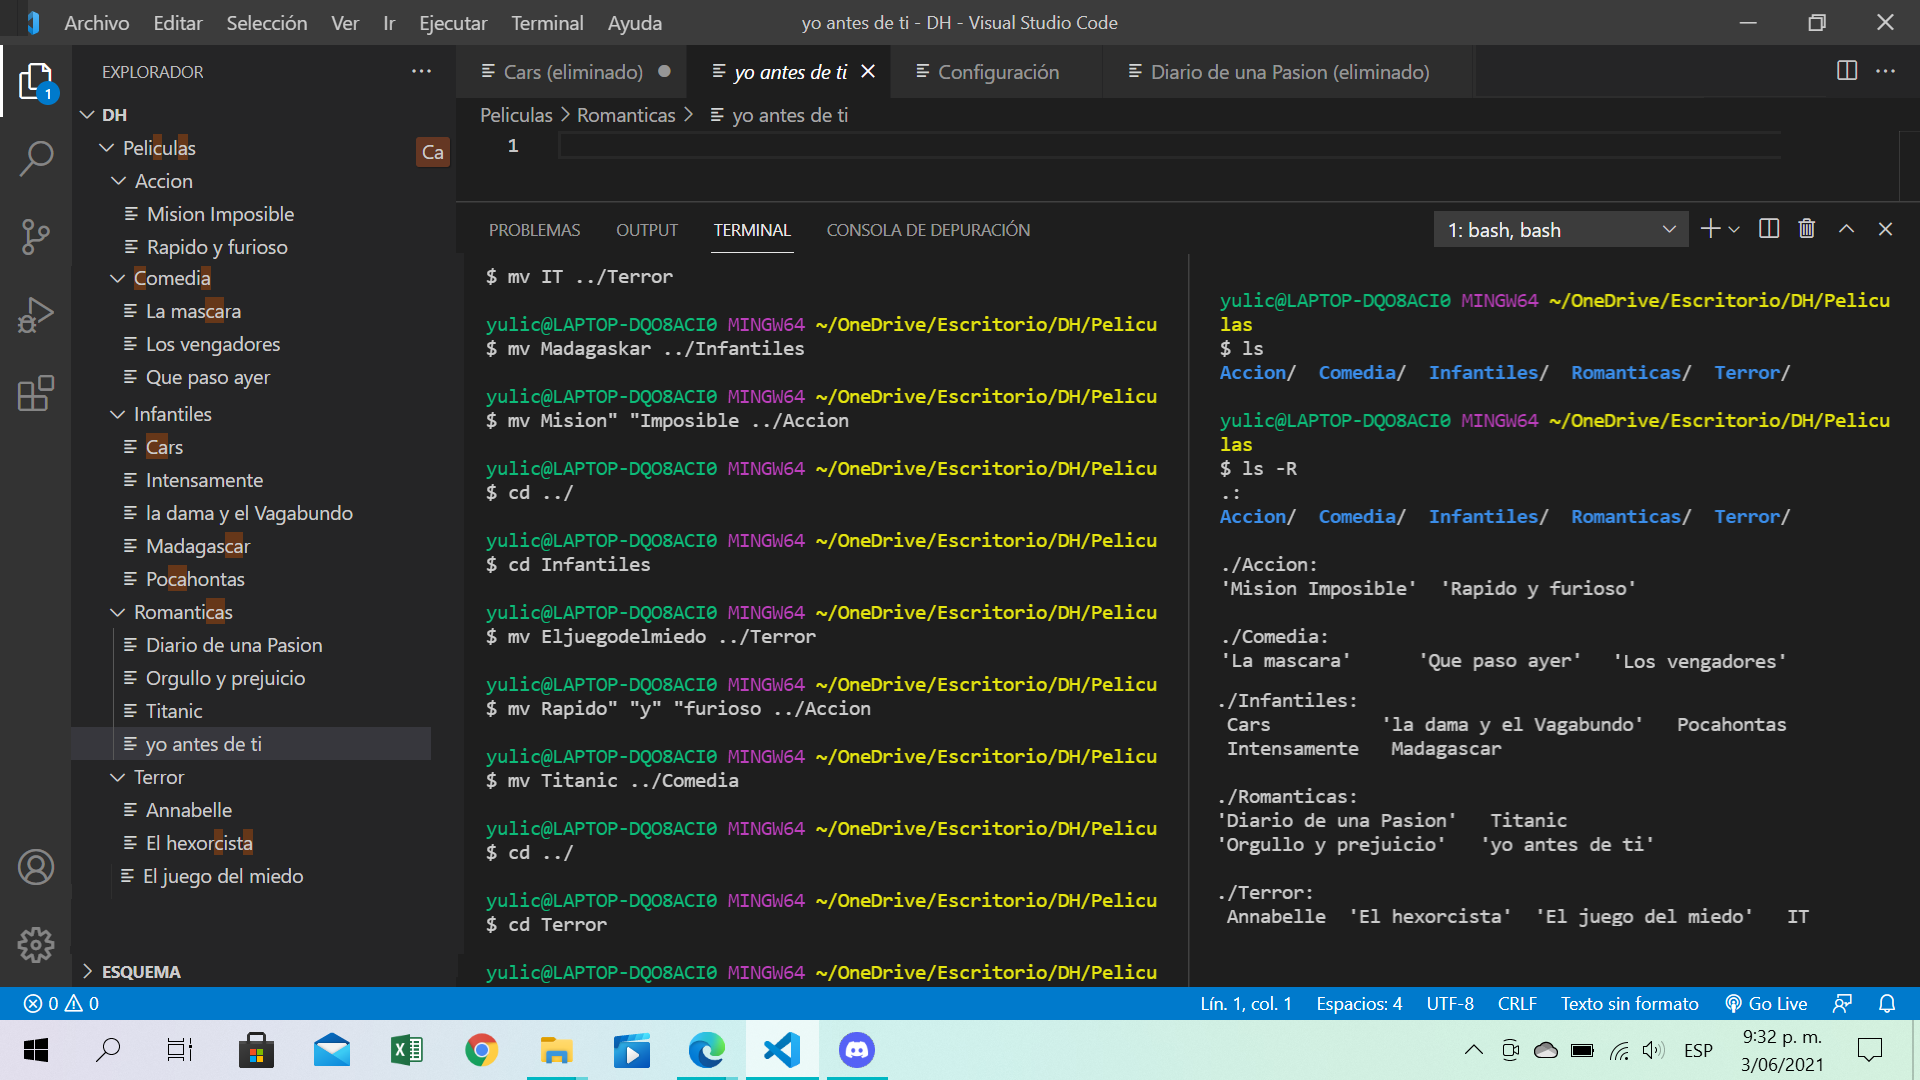 Archivo Editar Selección Ver Ir Ejecutar Terminal Ayuda
yo antes de ti - DH - Visual Studio Code
EXPLORADOR
1
DH
Peliculas
Ca
Accion
Mision Imposible
Rapido y furioso
Comedia
La mascara
Los vengadores
Que paso ayer
Infantiles
Cars
Intensamente
la dama y el Vagabundo
Madagascar
Pocahontas
Romanticas
Diario de una Pasion
Orgullo y prejuicio
Titanic
yo antes de ti
Terror
Annabelle
El hexorcista
El juego del miedo
ESQUEMA
Cars (eliminado)
yo antes de ti
Configuración
Diario de una Pasion (eliminado)
Peliculas > Romanticas > yo antes de ti
1
PROBLEMAS OUTPUT TERMINAL CONSOLA DE DEPURACIÓN
1: bash, bash
$ mv IT ../Terror
yulic@LAPTOP-DQO8ACI0 MINGW64 ~/OneDrive/Escritorio/DH/Pelicu
$ mv Madagaskar ../Infantiles
yulic@LAPTOP-DQO8ACI0 MINGW64 ~/OneDrive/Escritorio/DH/Pelicu
$ mv Mision" "Imposible ../Accion
yulic@LAPTOP-DQO8ACI0 MINGW64 ~/OneDrive/Escritorio/DH/Pelicu
$ cd ../
yulic@LAPTOP-DQO8ACI0 MINGW64 ~/OneDrive/Escritorio/DH/Pelicu
$ cd Infantiles
yulic@LAPTOP-DQO8ACI0 MINGW64 ~/OneDrive/Escritorio/DH/Pelicu
$ mv Eljuegodelmiedo ../Terror
yulic@LAPTOP-DQO8ACI0 MINGW64 ~/OneDrive/Escritorio/DH/Pelicu
$ mv Rapido" "y" "furioso ../Accion
yulic@LAPTOP-DQO8ACI0 MINGW64 ~/OneDrive/Escritorio/DH/Pelicu
$ mv Titanic ../Comedia
yulic@LAPTOP-DQO8ACI0 MINGW64 ~/OneDrive/Escritorio/DH/Pelicu
$ cd ../
yulic@LAPTOP-DQO8ACI0 MINGW64 ~/OneDrive/Escritorio/DH/Pelicu
$ cd Terror
yulic@LAPTOP-DQO8ACI0 MINGW64 ~/OneDrive/Escritorio/DH/Pelicu
yulic@LAPTOP-DQO8ACI0 MINGW64 ~/OneDrive/Escritorio/DH/Pelicu
las
$ ls
Accion/ Comedia/ Infantiles/ Romanticas/ Terror/
yulic@LAPTOP-DQO8ACI0 MINGW64 ~/OneDrive/Escritorio/DH/Pelicu
las
$ ls -R
.:
Accion/ Comedia/ Infantiles/ Romanticas/ Terror/
./Accion:
'Mision Imposible' 'Rapido y furioso'
./Comedia:
'La mascara' 'Que paso ayer' 'Los vengadores'
./Infantiles:
Cars 'la dama y el Vagabundo' Pocahontas
Intensamente Madagascar
./Romanticas:
'Diario de una Pasion' Titanic
'Orgullo y prejuicio' 'yo antes de ti'
./Terror:
Annabelle 'El hexorcista' 'El juego del miedo' IT
0 0
Lín. 1, col. 1 Espacios: 4 UTF-8 CRLF Texto sin formato Go Live
ESP
9:32 p. m.
3/06/2021